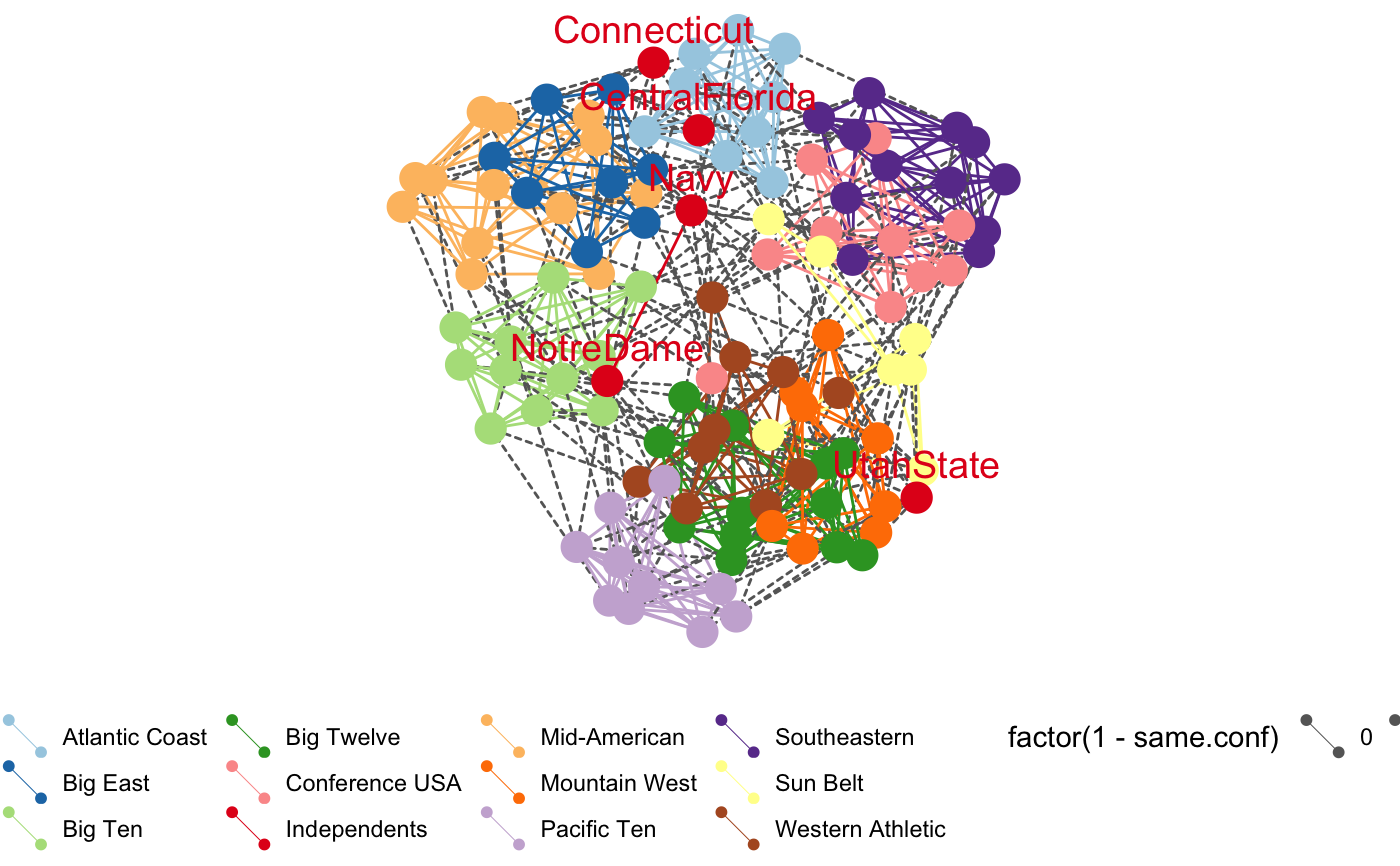 Connecticut
CentralFlorida
Navy
NotreDame
UtahState
Atlantic Coast
Big Twelve
Mid-American
Southeastern
factor(1 - same.conf)
0
Big East
Conference USA
Mountain West
Sun Belt
Big Ten
Independents
Pacific Ten
Western Athletic